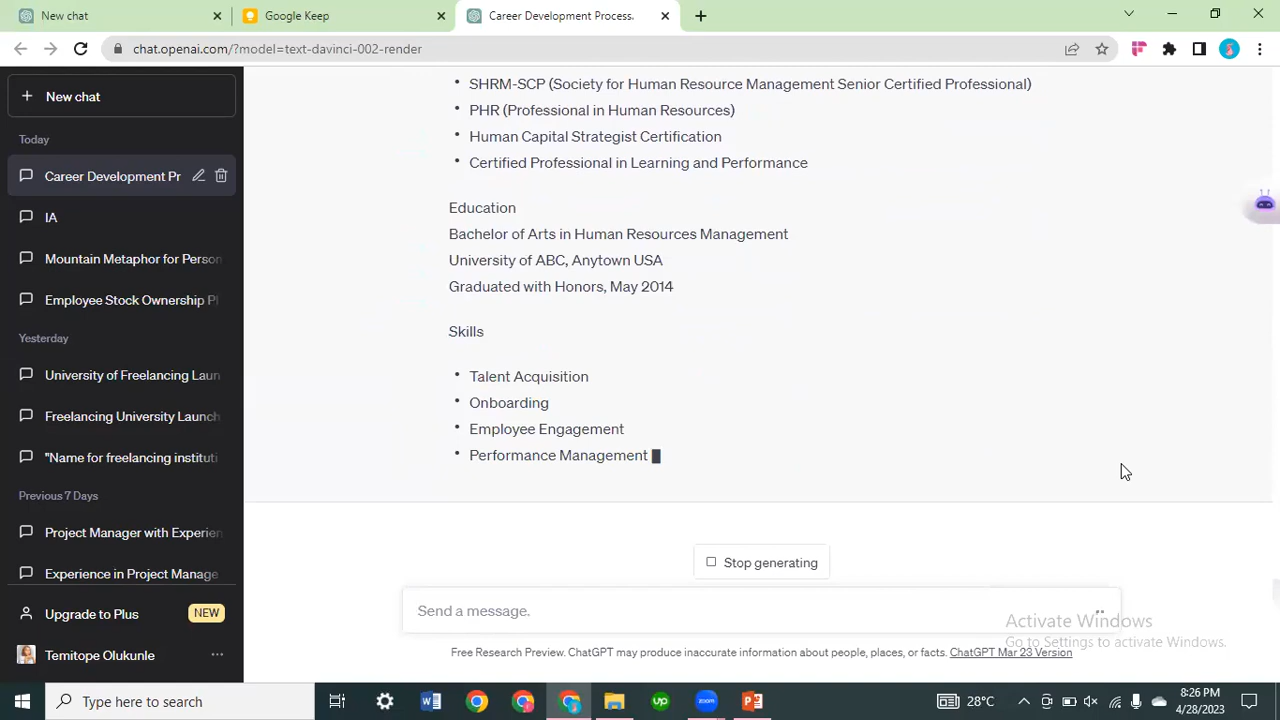 New chat
Google Keep
Career Development Process.
chat.openai.com/?model=text-davinci-002-render
New chat
Today
Career Development Pr
IA
Mountain Metaphor for Person
Employee Stock Ownership Pl
Yesterday
University of Freelancing Laun
Freelancing University Launch
"Name for freelancing instituti
Previous 7 Days
Project Manager with Experien
Experience in Project Manage
Upgrade to Plus
NEW
Temitope Olukunle
SHRM-SCP (Society for Human Resource Management Senior Certified Professional)
PHR (Professional in Human Resources)
Human Capital Strategist Certification
Certified Professional in Learning and Performance
Education
Bachelor of Arts in Human Resources Management
University of ABC, Anytown USA
Graduated with Honors, May 2014
Skills
Talent Acquisition
Onboarding
Employee Engagement
Performance Management
Stop generating
Send a message.
Activate Windows
Go to Settings to activate Windows.
Free Research Preview. ChatGPT may produce inaccurate information about people, places, or facts. ChatGPT Mar 23 Version
Type here to search
W
up
zoom
P
28°C
8:26 PM
4/28/2023